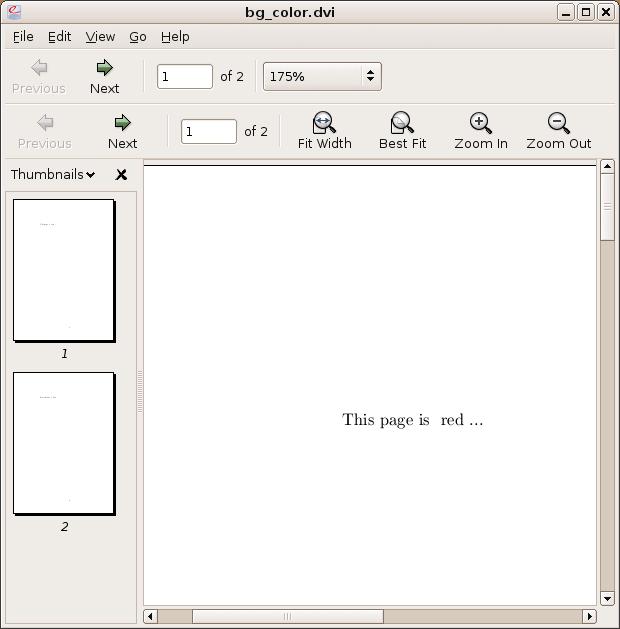 bg_color.dvi
File Edit View Go Help
Previous Next 1 of 2 175%
Previous Next 1 of 2 Fit Width Best Fit Zoom In Zoom Out
Thumbnails
1
2
This page is red ...